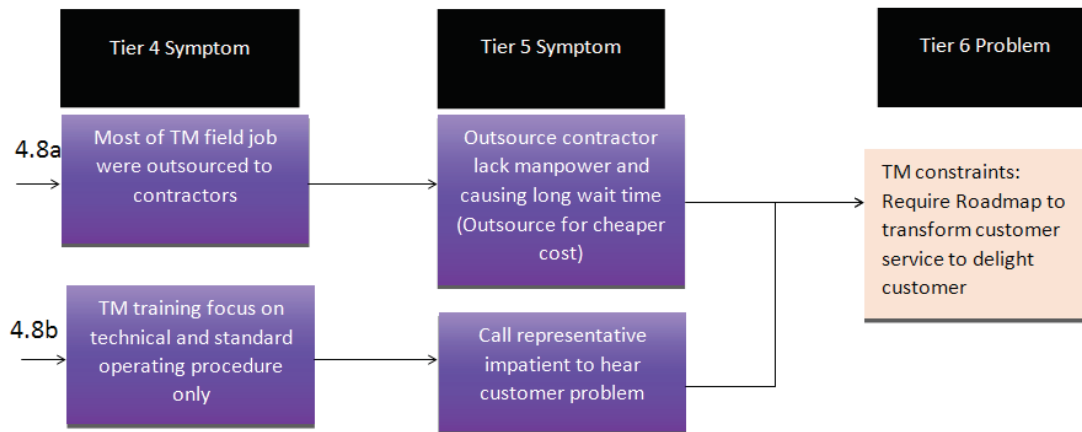 Tier 4 Symptom
Tier 5 Symptom
Tier 6 Problem
4.8a
Most of TM field job
were outsourced to
contractors
Outsource contractor
lack manpower and
causing long wait time
(Outsource for cheaper
cost)
TM constraints:
Require Roadmap to
transform customer
service to delight
customer
4.8b
TM training focus on
technical and standard
operating procedure
only
Call representative
impatient to hear
customer problem